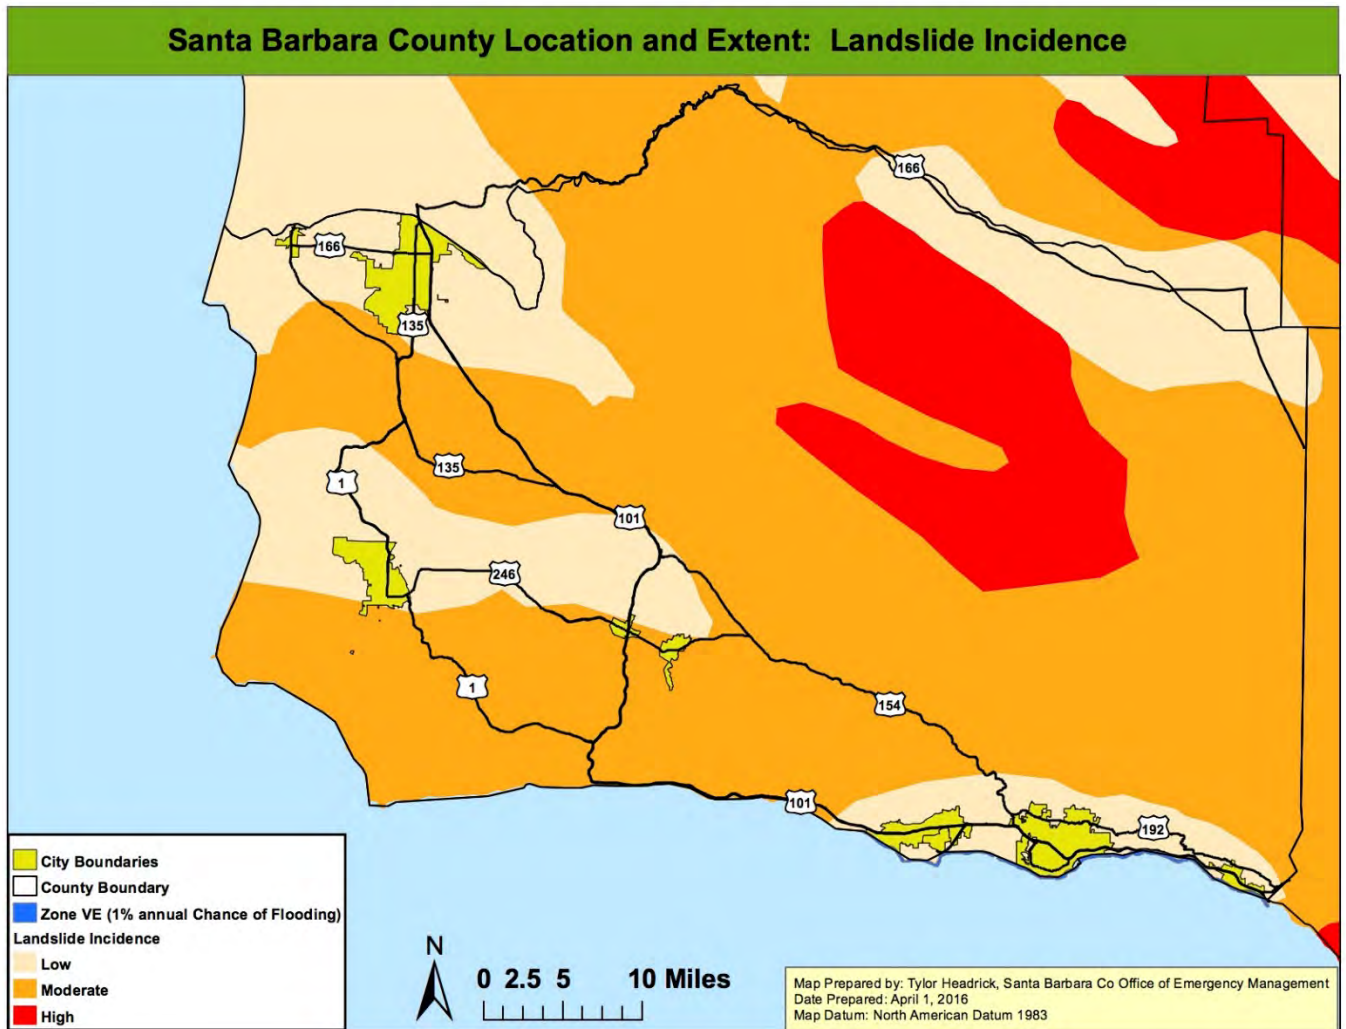 Santa Barbara County Location and Extent:  Landslide Incidence
166
166
135
135
1
101
246
1
154
101
192
City Boundaries
County Boundary
Zone VE (1% annual Chance of Flooding)
Landslide Incidence
Low
Moderate
High
N
0 2.5 5 10 Miles
Map Prepared by: Tylor Headrick, Santa Barbara Co Office of Emergency Management
Date Prepared: April 1, 2016
Map Datum: North American Datum 1983